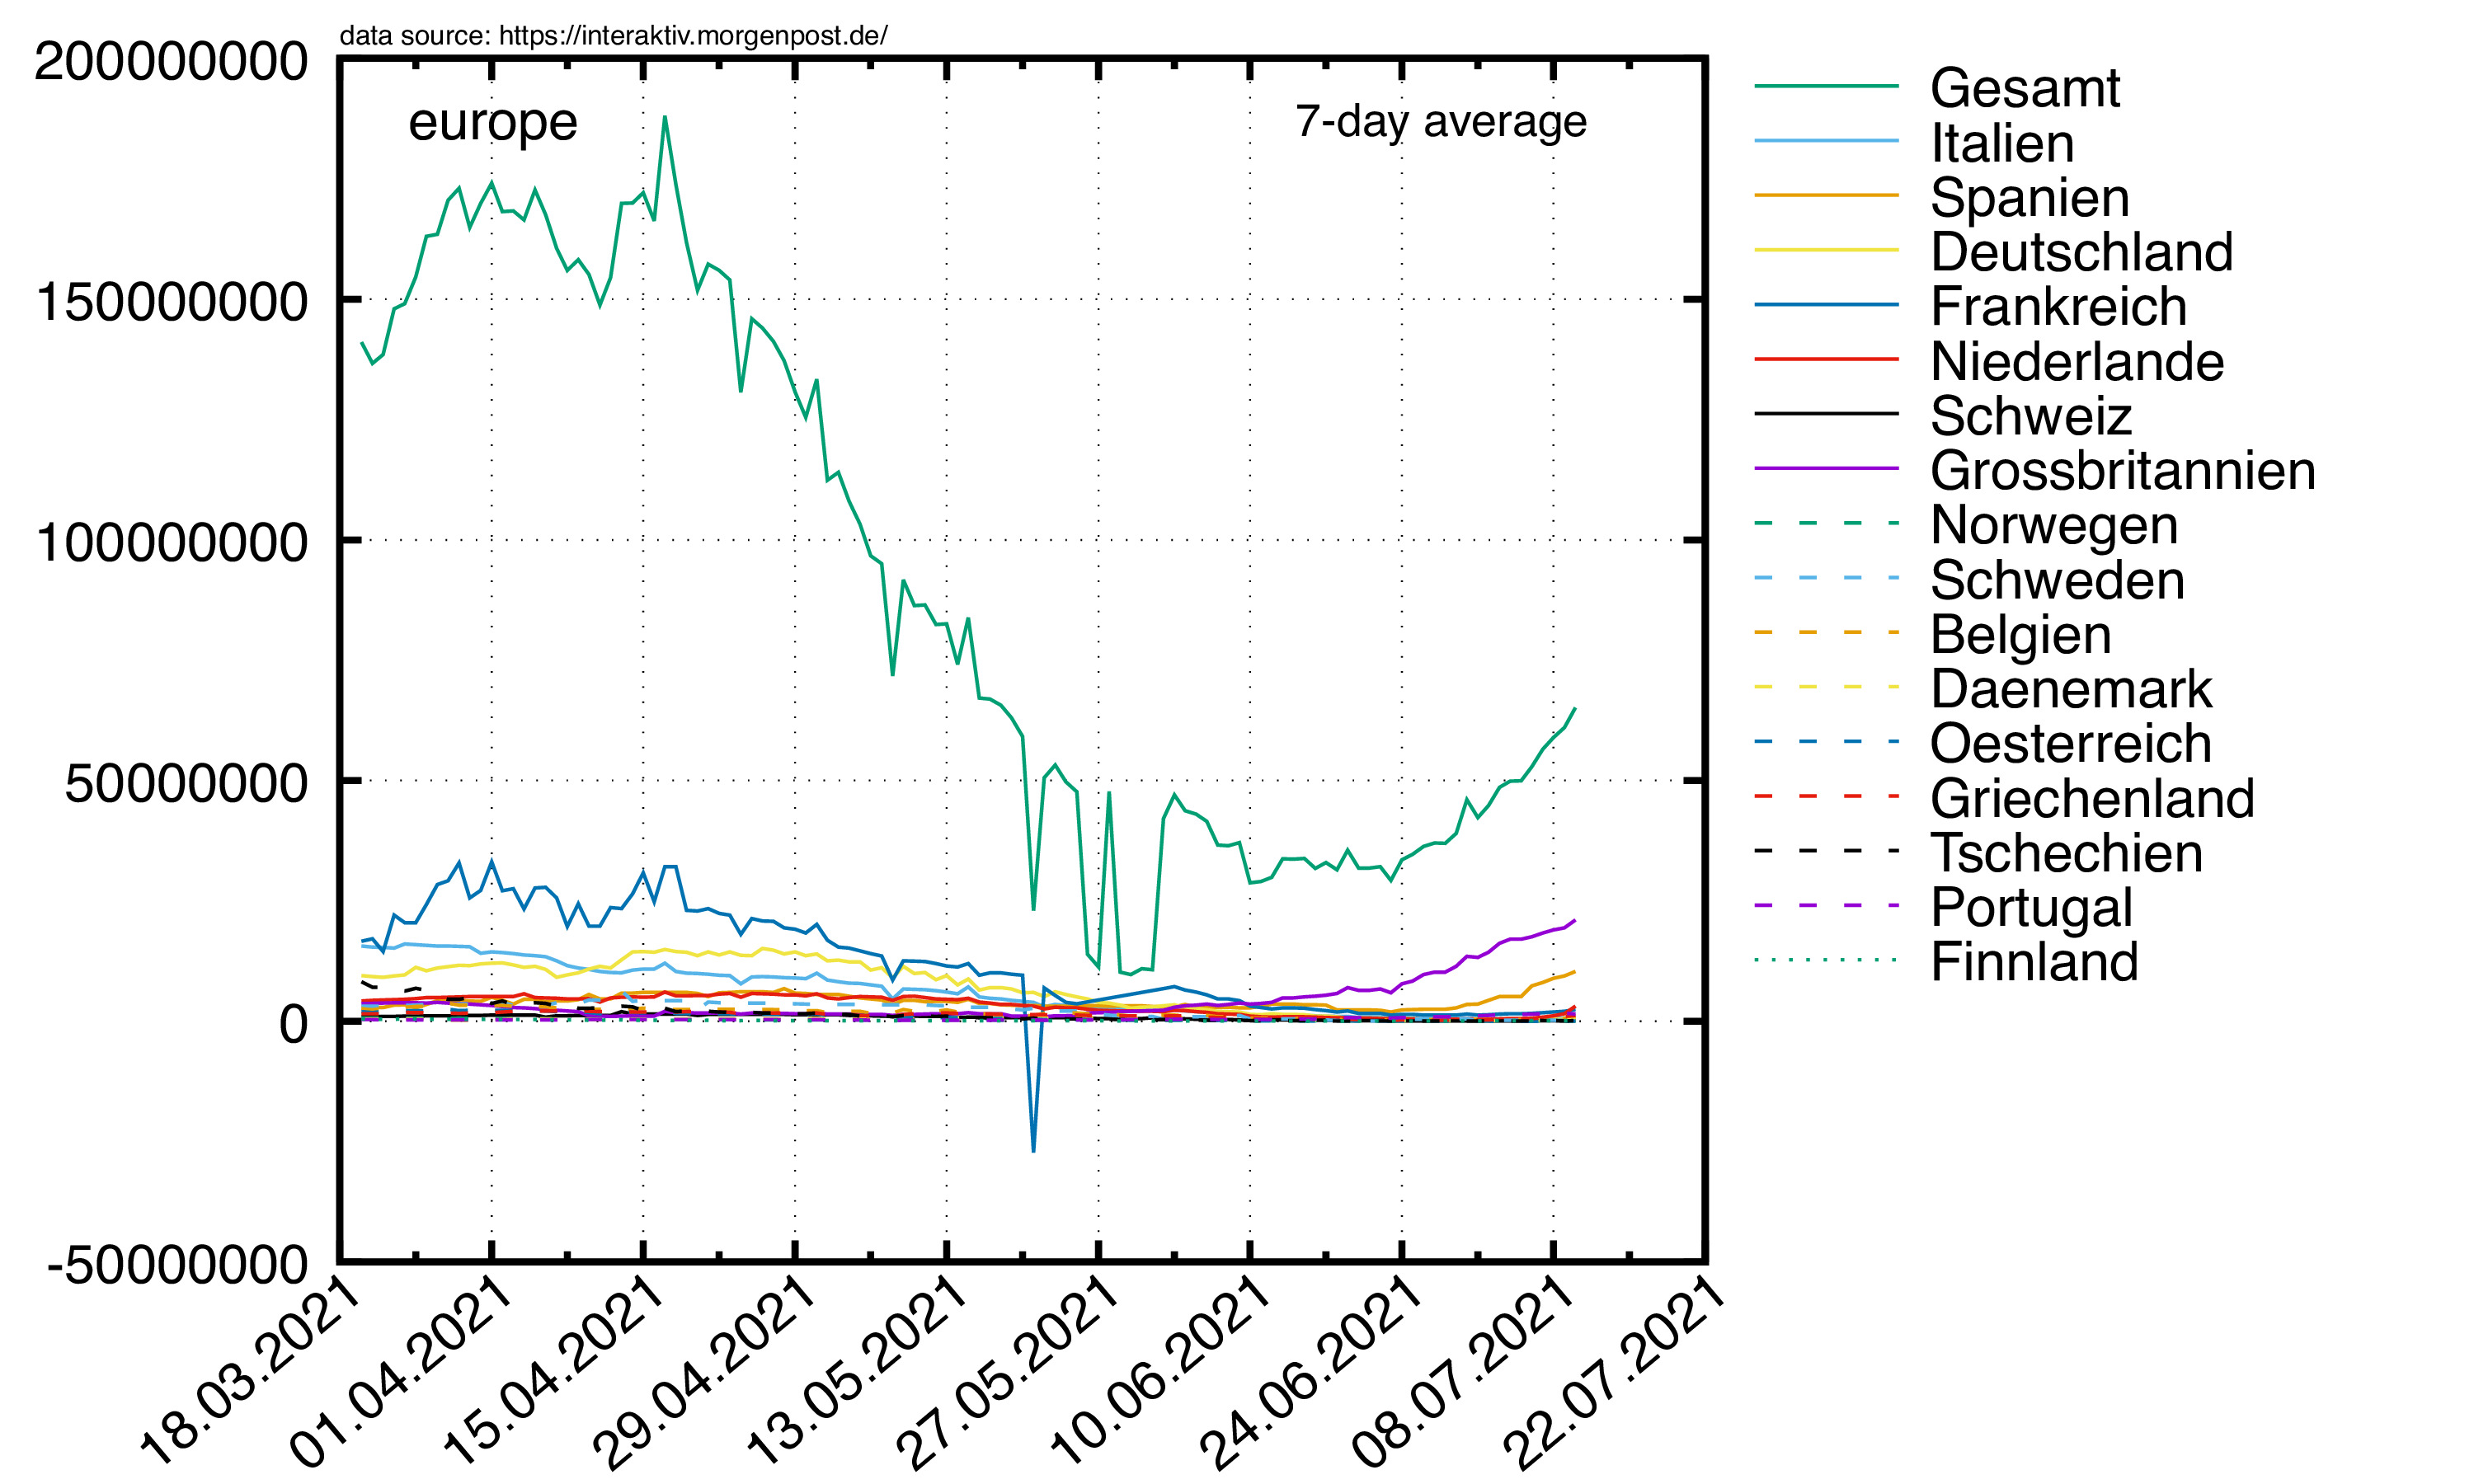 data source: https://interaktiv.morgenpost.de/
europe
7-day average
200000000
150000000
100000000
50000000
0
-50000000
18.03.2021
01.04.2021
15.04.2021
29.04.2021
13.05.2021
27.05.2021
10.06.2021
24.06.2021
08.07.2021
22.07.2021
Gesamt
Italien
Spanien
Deutschland
Frankreich
Niederlande
Schweiz
Grossbritannien
Norwegen
Schweden
Belgien
Daenemark
Oesterreich
Griechenland
Tschechien
Portugal
Finnland